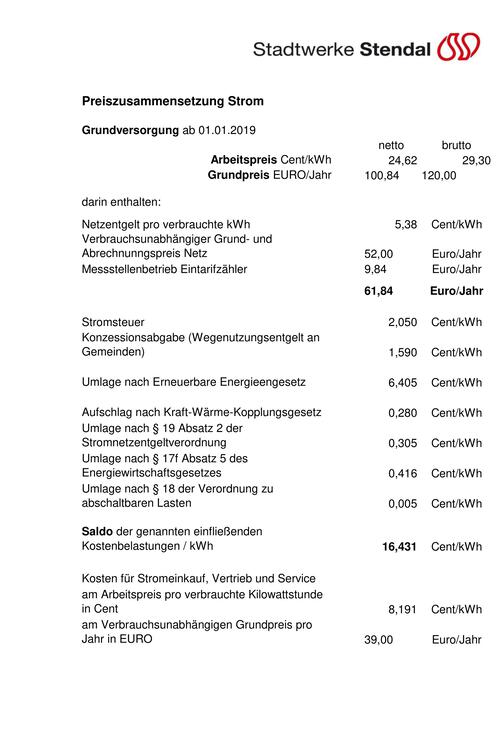 Stadtwerke Stendal
Preiszusammensetzung Strom
Grundversorgung ab 01.01.2019
netto brutto
Arbeitspreis Cent/kWh 24,62 29,30
Grundpreis EURO/Jahr 100,84 120,00
darin enthalten:
Netzentgelt pro verbrauchte kWh 5,38 Cent/kWh
Verbrauchsunabhängiger Grund- und
Abrechnunngspreis Netz 52,00 Euro/Jahr
Messstellenbetrieb Eintarifzähler 9,84 Euro/Jahr
61,84 Euro/Jahr
Stromsteuer 2,050 Cent/kWh
Konzessionsabgabe (Wegenutzungsentgelt an
Gemeinden) 1,590 Cent/kWh
Umlage nach Erneuerbare Energieengesetz 6,405 Cent/kWh
Aufschlag nach Kraft-Wärme-Kopplungsgesetz 0,280 Cent/kWh
Umlage nach § 19 Absatz 2 der
Stromnetzentgeltverordnung 0,305 Cent/kWh
Umlage nach § 17f Absatz 5 des
Energiewirtschaftsgesetzes 0,416 Cent/kWh
Umlage nach § 18 der Verordnung zu
abschaltbaren Lasten 0,005 Cent/kWh
Saldo der genannten einfließenden
Kostenbelastungen / kWh 16,431 Cent/kWh
Kosten für Stromeinkauf, Vertrieb und Service
am Arbeitspreis pro verbrauchte Kilowattstunde
in Cent 8,191 Cent/kWh
am Verbrauchsunabhängigen Grundpreis pro
Jahr in EURO 39,00 Euro/Jahr